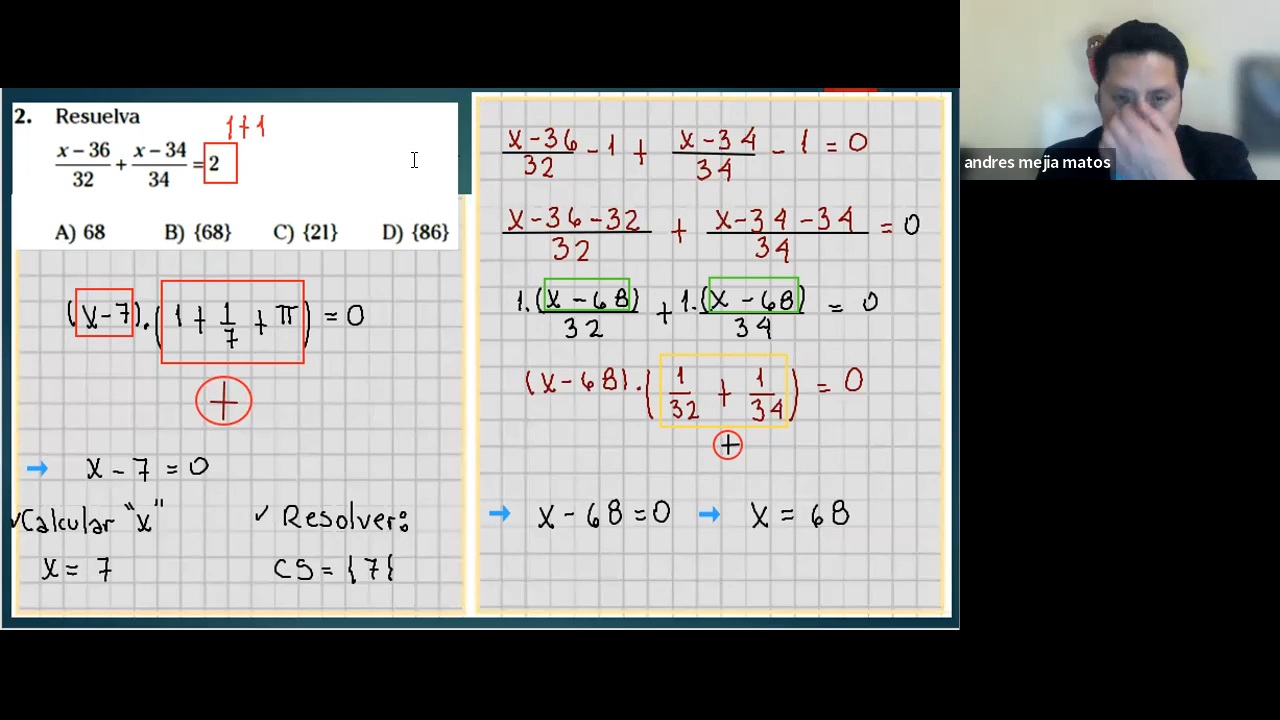 2. Resuelva
1+1
x − 36/32 + x − 34/34 = 2
A) 68 B) {68} C) {21} D) {86}
(x-7).(1 + 1/7 + π) = 0
+
→ x - 7 = 0
✓Calcular "x" ✓ Resolver:
x = 7 CS = {7}
x-36/32 - 1 + x-34/34 - 1 = 0
x-36-32/32 + x-34-34/34 = 0
1.(x-68)/32 + 1.(x-68)/34 = 0
(x-68).(1/32 + 1/34) = 0
+
→ x - 68 = 0 → x = 68
andres mejia matos